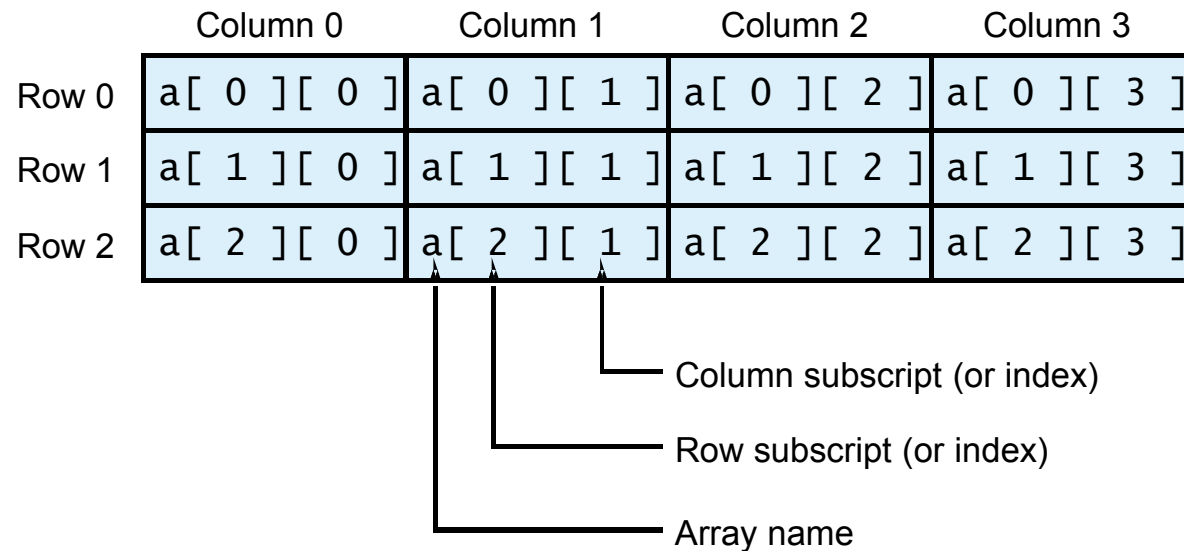 Column 0 Column 1 Column 2 Column 3
Row 0 a[ 0 ][ 0 ] a[ 0 ][ 1 ] a[ 0 ][ 2 ] a[ 0 ][ 3 ]
Row 1 a[ 1 ][ 0 ] a[ 1 ][ 1 ] a[ 1 ][ 2 ] a[ 1 ][ 3 ]
Row 2 a[ 2 ][ 0 ] a[ 2 ][ 1 ] a[ 2 ][ 2 ] a[ 2 ][ 3 ]
Column subscript (or index)
Row subscript (or index)
Array name